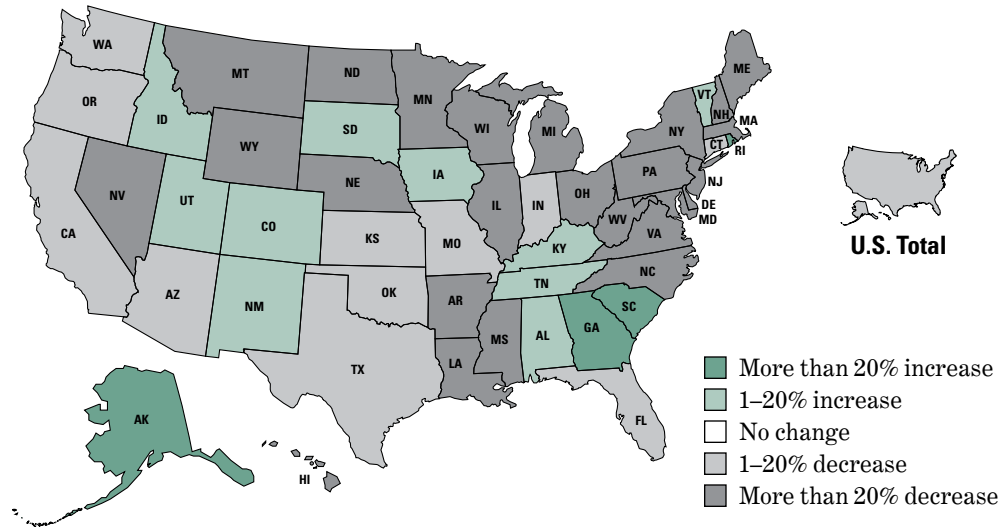 WA
MT
ND
MN
ME
VT
NH
OR
ID
SD
WI
MI
NY
MA
WY
CT
RI
IA
PA
NE
NV
UT
IL
IN
OH
NJ
DE
MD
CO
WV
VA
CA
KS
MO
KY
U.S. Total
NC
TN
AZ
NM
OK
AR
SC
GA
MS
AL
TX
LA
More than 20% increase
1–20% increase
AK
FL
No change
1–20% decrease
HI
More than 20% decrease